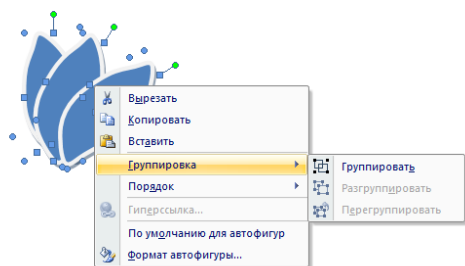 Вырезать
Копировать
Вставить
Группировка
Группировать
Порядок
Разгруппировать
Гиперссылка...
Перегруппировать
По умолчанию для автофигур
Формат автофигуры...